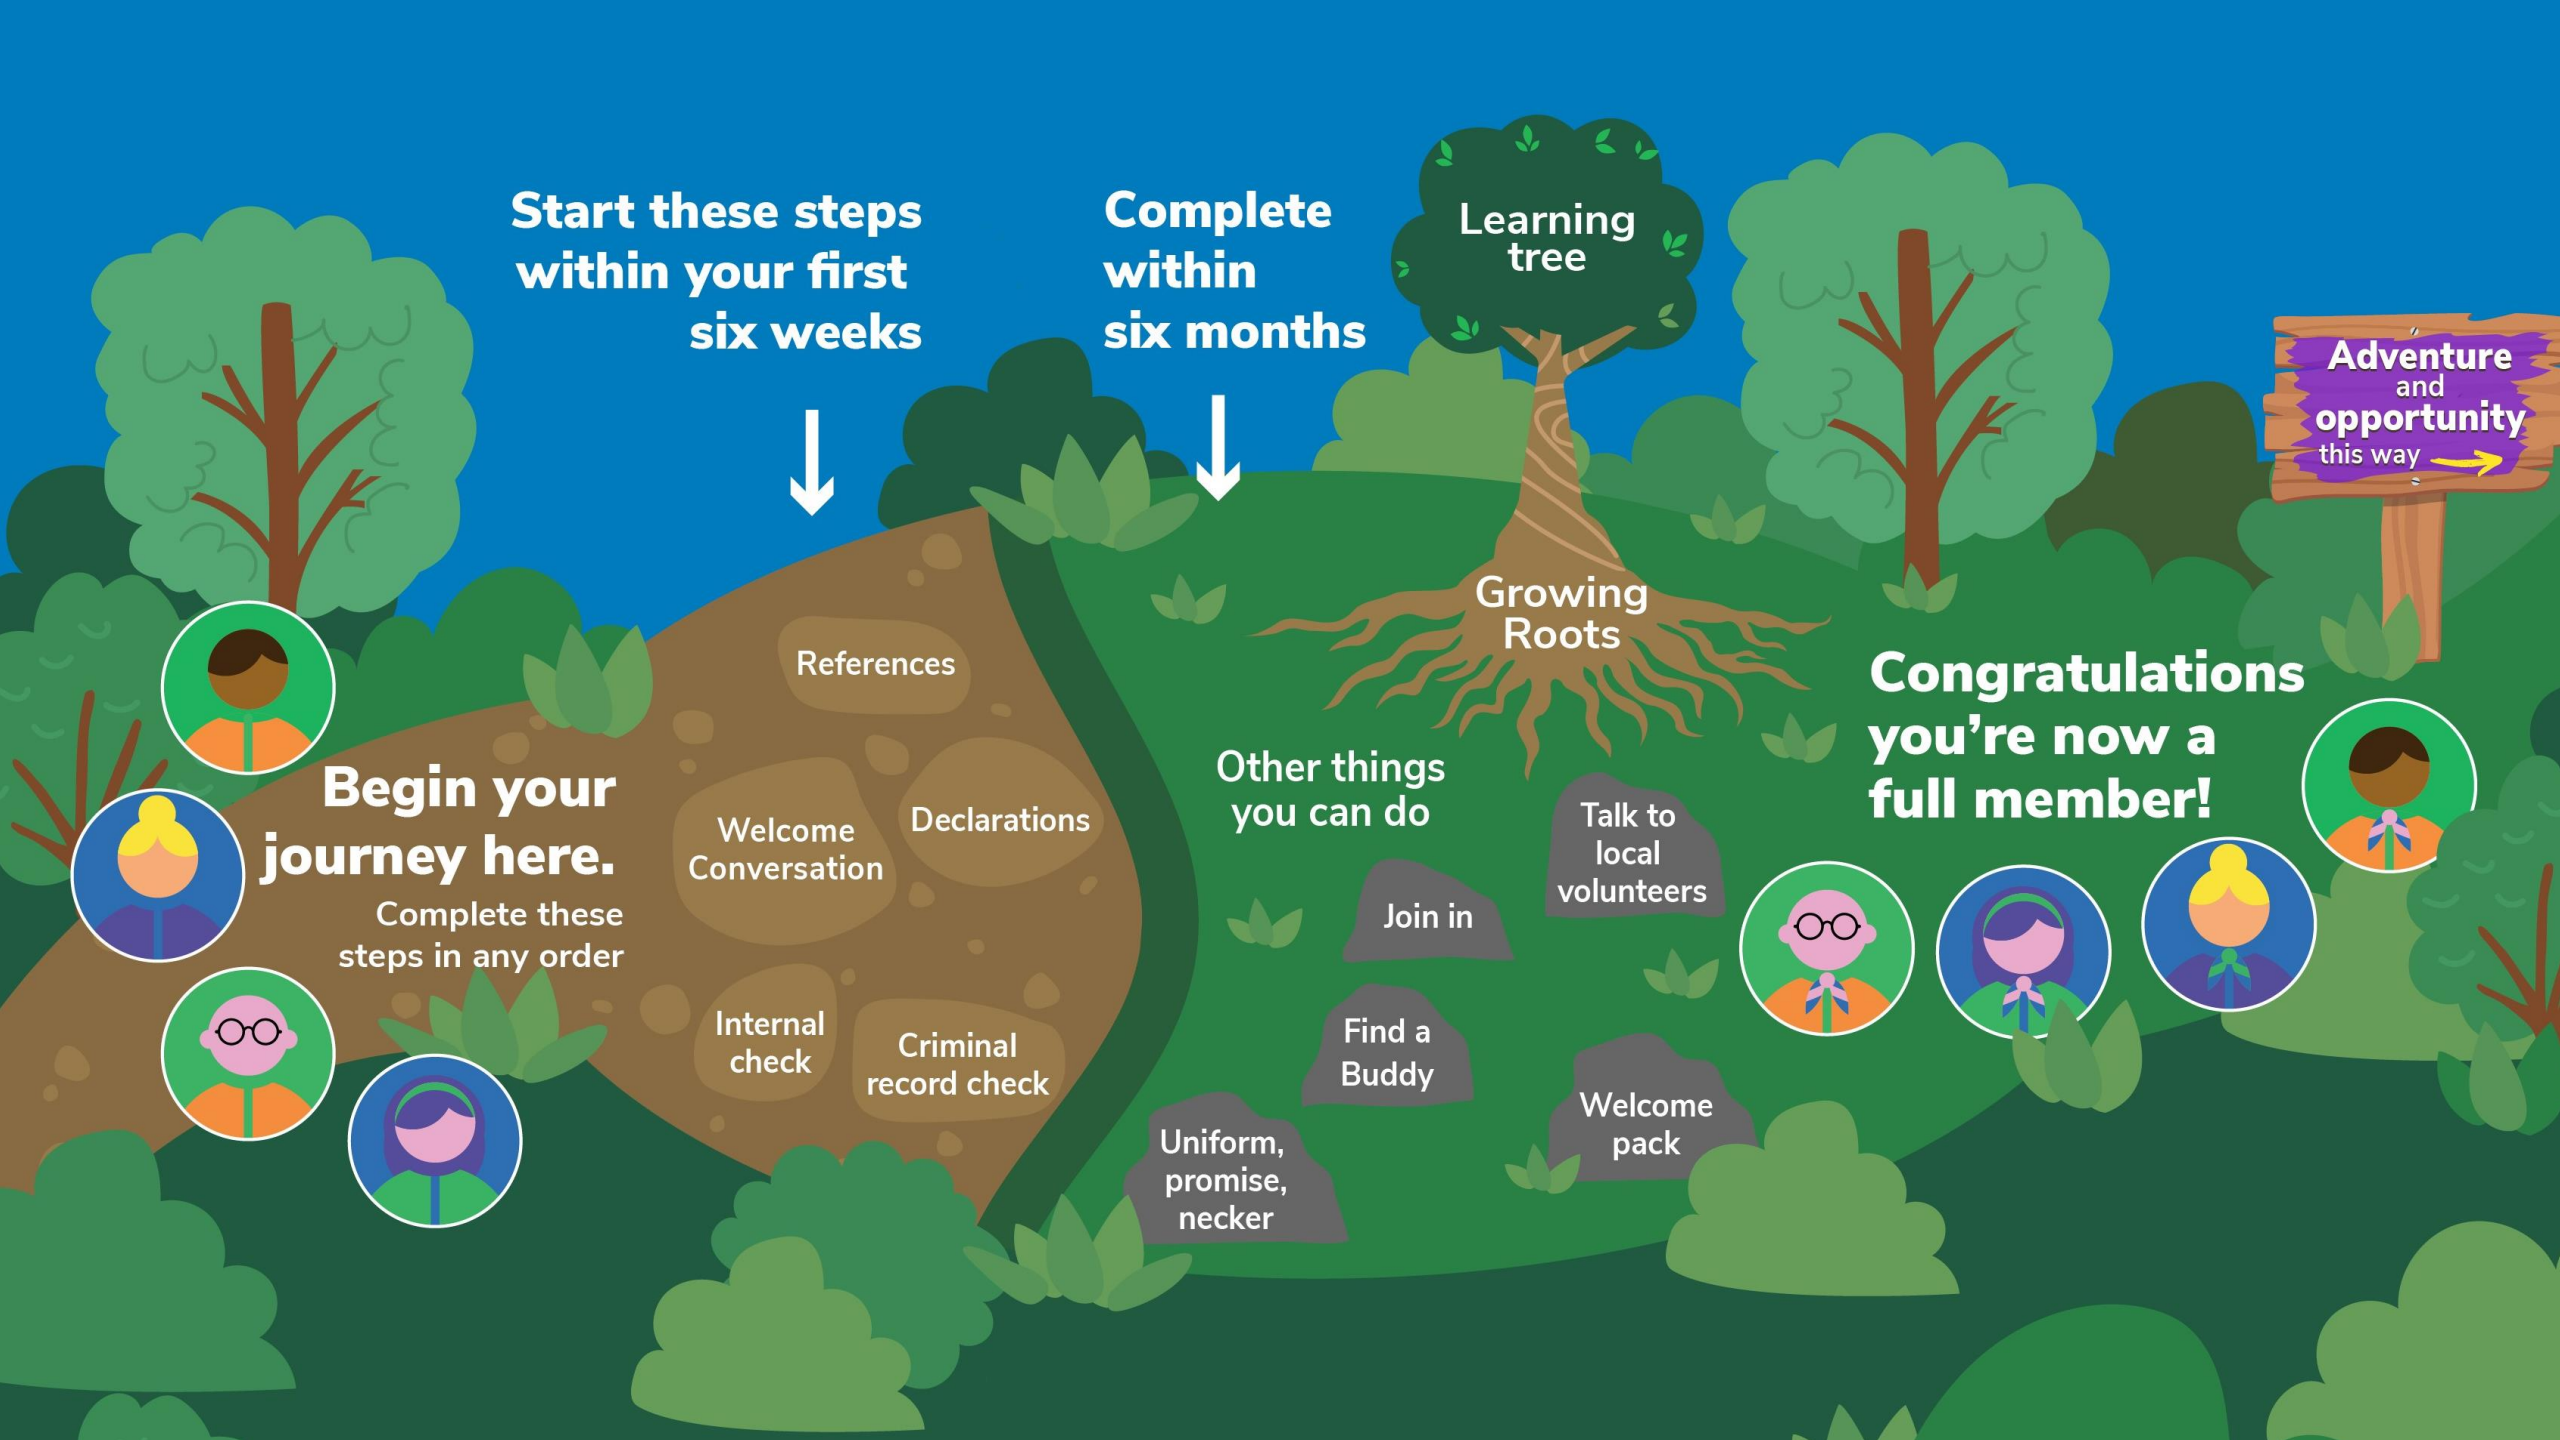 Start these steps
within your first
six weeks
Complete
within
six months
Learning
tree
Adventure
and
opportunity
this way
Begin your
journey here.
Complete these
steps in any order
References
Welcome
Conversation
Declarations
Internal
check
Criminal
record check
Growing
Roots
Other things
you can do
Talk to
local
volunteers
Join in
Find a
Buddy
Uniform,
promise,
necker
Welcome
pack
Congratulations
you’re now a
full member!